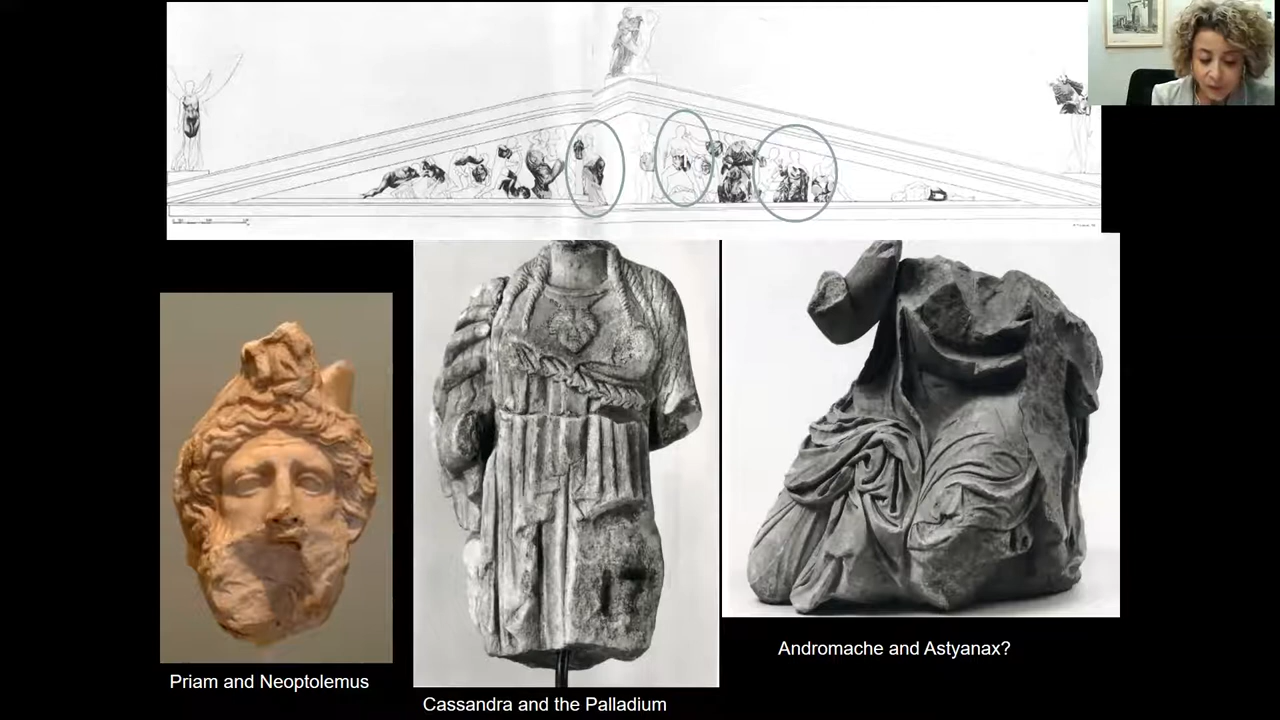 Priam and Neoptolemus
Cassandra and the Palladium
Andromache and Astyanax?